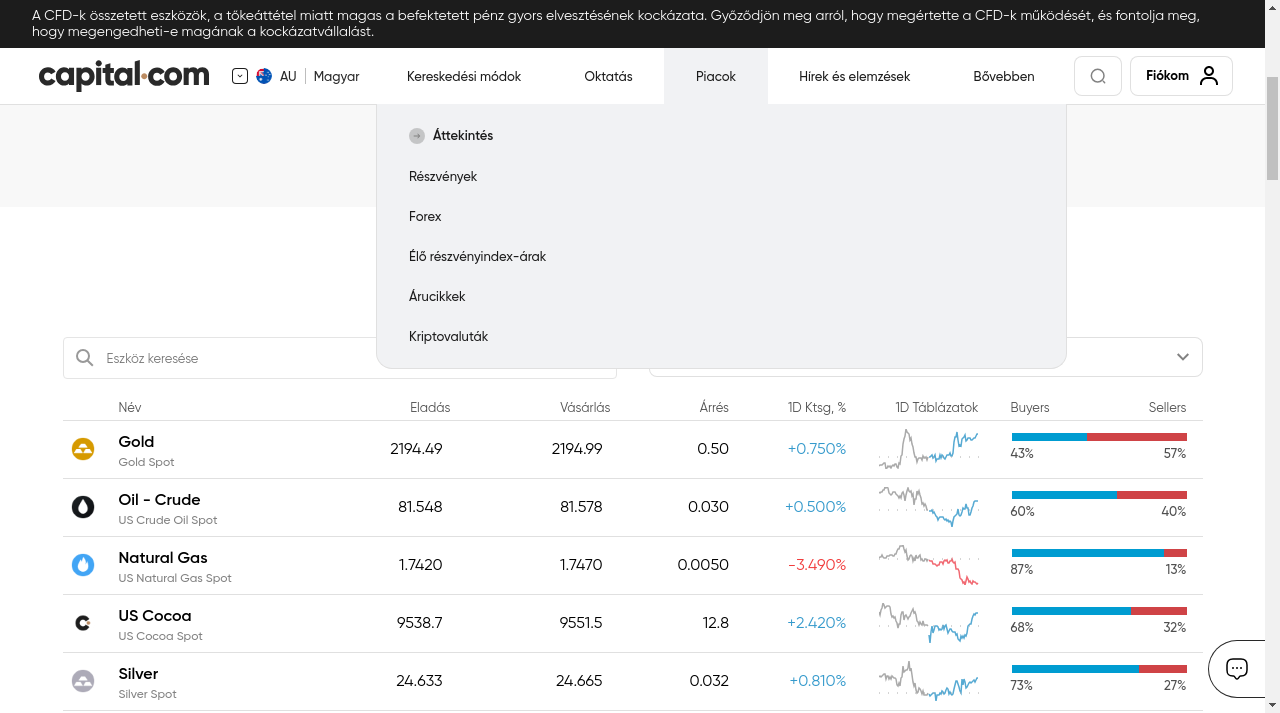 A CFD-k összetett eszközök, a tőkeáttétel miatt magas a befektetett pénz gyors elvesztésének kockázata. Győződjön meg arról, hogy megértette a CFD-k működését, és fontolja meg,
hogy megengedheti-e magának a kockázatvállalást.
capital.com AU Magyar Kereskedési módok Oktatás Piacok Hírek és elemzések Bővebben Fiókom
Áttekintés
Részvények
Forex
Élő részvényindex-árak
Árucikkek
Kriptovaluták
Eszköz keresése
Név Eladás Vásárlás Árrés 1D Ktsg, % 1D Táblázatok Buyers Sellers
Gold 2194.49 2194.99 0.50 +0.750%
Gold Spot 43% 57%
Oil - Crude 81.548 81.578 0.030 +0.500%
US Crude Oil Spot 60% 40%
Natural Gas 1.7420 1.7470 0.0050 -3.490%
US Natural Gas Spot 87% 13%
US Cocoa 9538.7 9551.5 12.8 +2.420%
US Cocoa Spot 68% 32%
Silver 24.633 24.665 0.032 +0.810%
Silver Spot 73% 27%